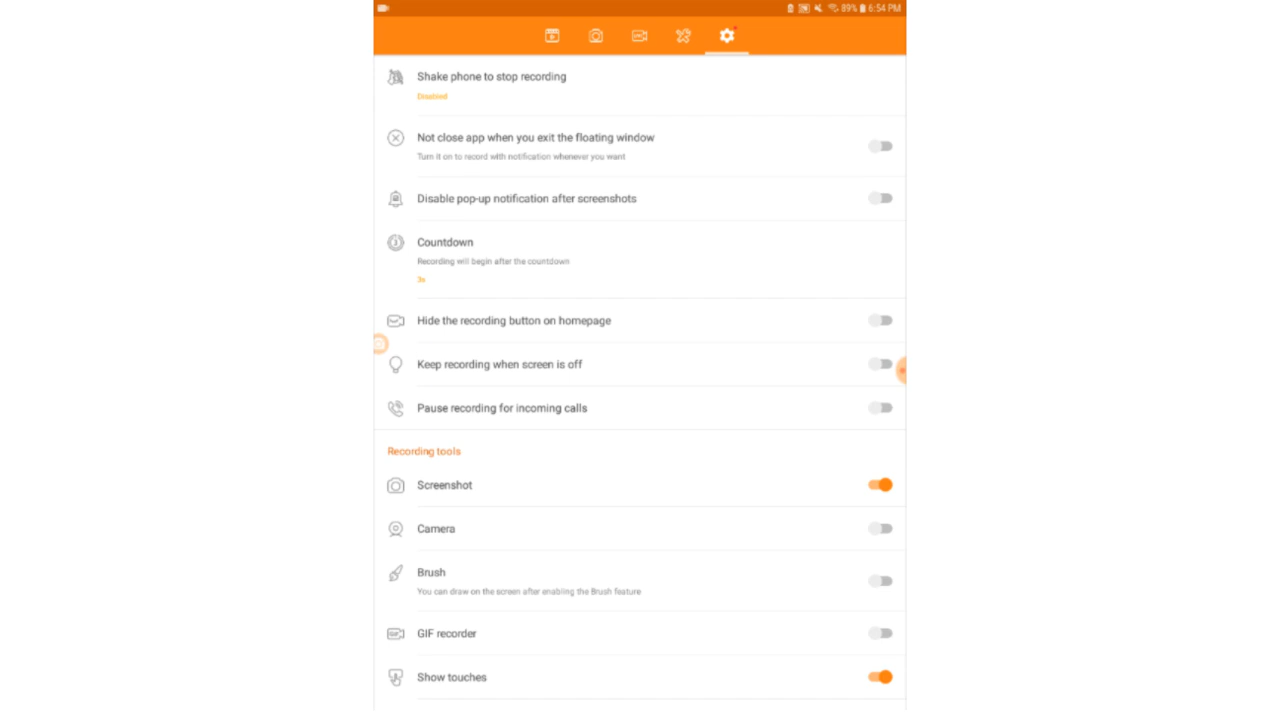 89% 6:54 PM
Shake phone to stop recording
Disabled
Not close app when you exit the floating window
Turn it on to record with notification whenever you want
Disable pop-up notification after screenshots
Countdown
Recording will begin after the countdown
3s
Hide the recording button on homepage
Keep recording when screen is off
Pause recording for incoming calls
Recording tools
Screenshot
Camera
Brush
You can draw on the screen after enabling the Brush feature
GIF recorder
Show touches